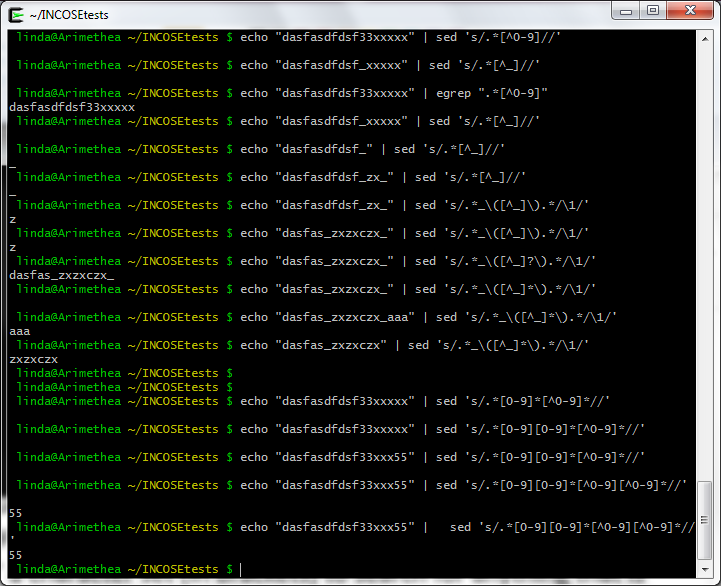 ~/INCOSEtests
linda@Arimethea ~/INCOSEtests $ echo "dasfasdfdsf33xxxxx" | sed 's/.*[^0-9]//'
linda@Arimethea ~/INCOSEtests $ echo "dasfasdfdsf_xxxxx" | sed 's/.*[^_]//'
linda@Arimethea ~/INCOSEtests $ echo "dasfasdfdsf33xxxxx" | egrep ".*[^0-9]"
dasfasdfdsf33xxxxx
linda@Arimethea ~/INCOSEtests $ echo "dasfasdfdsf_xxxxx" | sed 's/.*[^_]//'
linda@Arimethea ~/INCOSEtests $ echo "dasfasdfdsf_" | sed 's/.*[^_]//'
_
linda@Arimethea ~/INCOSEtests $ echo "dasfasdfdsf_zx_" | sed 's/.*[^_]//'
_
linda@Arimethea ~/INCOSEtests $ echo "dasfasdfdsf_zx_" | sed 's/.*_\([^_]\).*/\1/'
z
linda@Arimethea ~/INCOSEtests $ echo "dasfas_zxzxczx_" | sed 's/.*_\([^_]\).*/\1/'
z
linda@Arimethea ~/INCOSEtests $ echo "dasfas_zxzxczx_" | sed 's/.*_\([^_]?\).*/\1/'
dasfas_zxzxczx_
linda@Arimethea ~/INCOSEtests $ echo "dasfas_zxzxczx_" | sed 's/.*_\([^_]*\).*/\1/'
linda@Arimethea ~/INCOSEtests $ echo "dasfas_zxzxczx_aaa" | sed 's/.*_\([^_]*\).*/\1/'
aaa
linda@Arimethea ~/INCOSEtests $ echo "dasfas_zxzxczx" | sed 's/.*_\([^_]*\).*/\1/'
zxzxczx
linda@Arimethea ~/INCOSEtests $
linda@Arimethea ~/INCOSEtests $
linda@Arimethea ~/INCOSEtests $ echo "dasfasdfdsf33xxxxx" | sed 's/.*[0-9]*[^0-9]*//'
linda@Arimethea ~/INCOSEtests $ echo "dasfasdfdsf33xxxxx" | sed 's/.*[0-9][0-9]*[^0-9]*//'
linda@Arimethea ~/INCOSEtests $ echo "dasfasdfdsf33xxx55" | sed 's/.*[0-9][0-9]*[^0-9]*//'
linda@Arimethea ~/INCOSEtests $ echo "dasfasdfdsf33xxx55" | sed 's/.*[0-9][0-9]*[^0-9][^0-9]*//'
55
linda@Arimethea ~/INCOSEtests $ echo "dasfasdfdsf33xxx55" |   sed 's/.*[0-9][0-9]*[^0-9][^0-9]*//
'
55
linda@Arimethea ~/INCOSEtests $